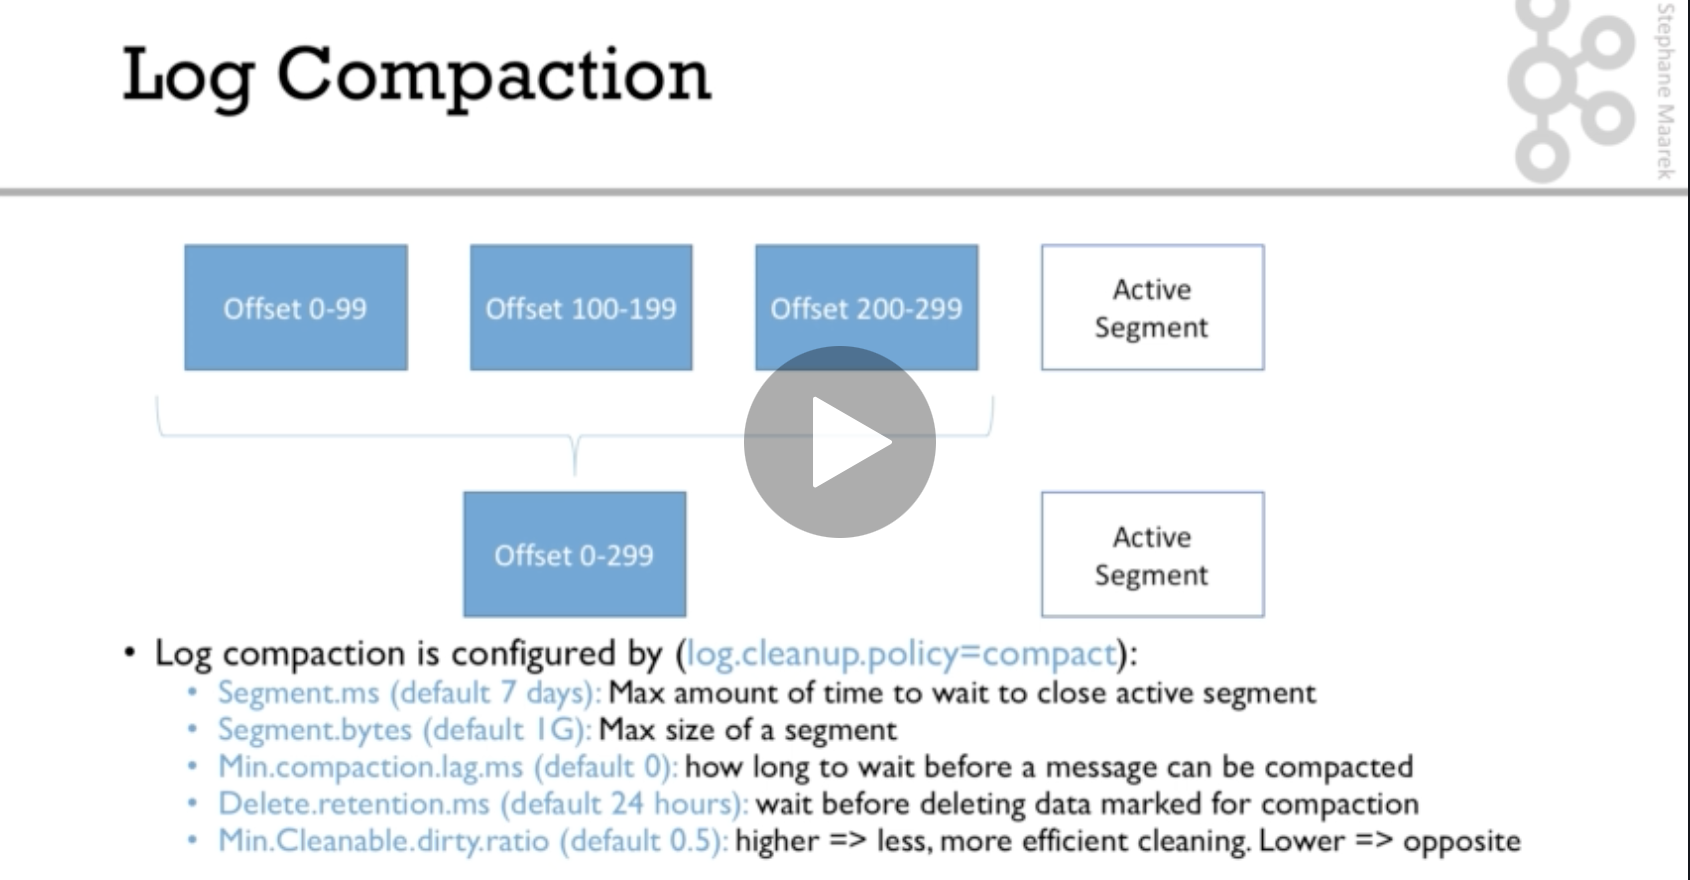 Log Compaction
Stephane Maarek
Offset 0-99
Offset 100-199
Offset 200-299
Active
Segment
Offset 0-299
Active
Segment
• Log compaction is configured by (log.cleanup.policy=compact):
• Segment.ms (default 7 days): Max amount of time to wait to close active segment
• Segment.bytes (default 1G): Max size of a segment
• Min.compaction.lag.ms (default 0): how long to wait before a message can be compacted
• Delete.retention.ms (default 24 hours): wait before deleting data marked for compaction
• Min.Cleanable.dirty.ratio (default 0.5): higher => less, more efficient cleaning. Lower => opposite